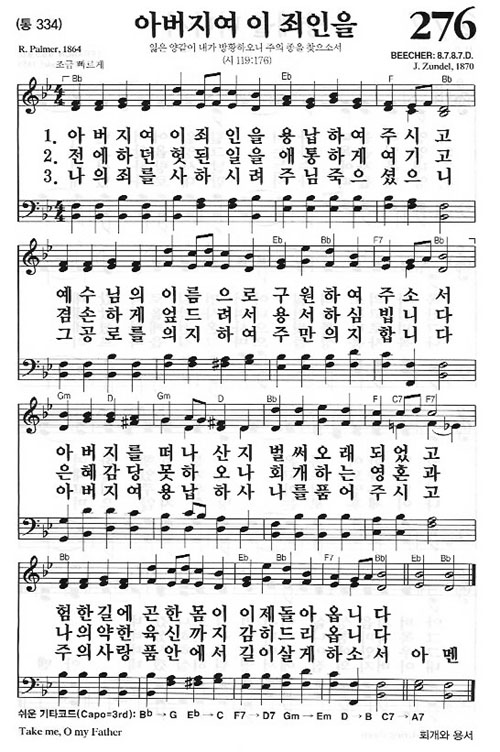 (통 334)
아버지여 이 죄인을
276
R. Palmer, 1864
잃은 양같이 내가 방황하오니 주의 종을 찾으소서
(시 119:176)
BEECHER: 8.7.8.7.D.
J. Zundel, 1870
조금 빠르게
Bb Eb F Bb
1. 아버지여 이 죄인을 용납하여 주시고
2. 전에 하던 헛된 일을 애통하게 여기고
3. 나의 죄를 사하시려 주님 죽으셨으니
Eb Bb F7 Bb
예수님의 이름으로 구원하여 주소서
겸손하게 엎드려서 용서하심 빕니다
그 공로를 의지하여 주만 의지합니다
Gm D Gm D Bb F C7 F7
아버지를 떠나 산 지 벌써 오래 되었고
은혜 감당 못하오나 회개하는 영혼과
아버지여 용납하사 나를 품어 주시고
Bb Eb Bb F7 Bb Eb Bb
험한 길에 곤한 몸이 이제 돌아옵니다
나의 약한 육신까지 감히 드리옵니다
주의 사랑 품 안에서 길이 살게 하소서 아멘
쉬운 기타코드(Capo=3rd): Bb → G Eb → C F7 → D7 Gm → Em D → B C7 → A7
Take me, O my Father
회개와 용서